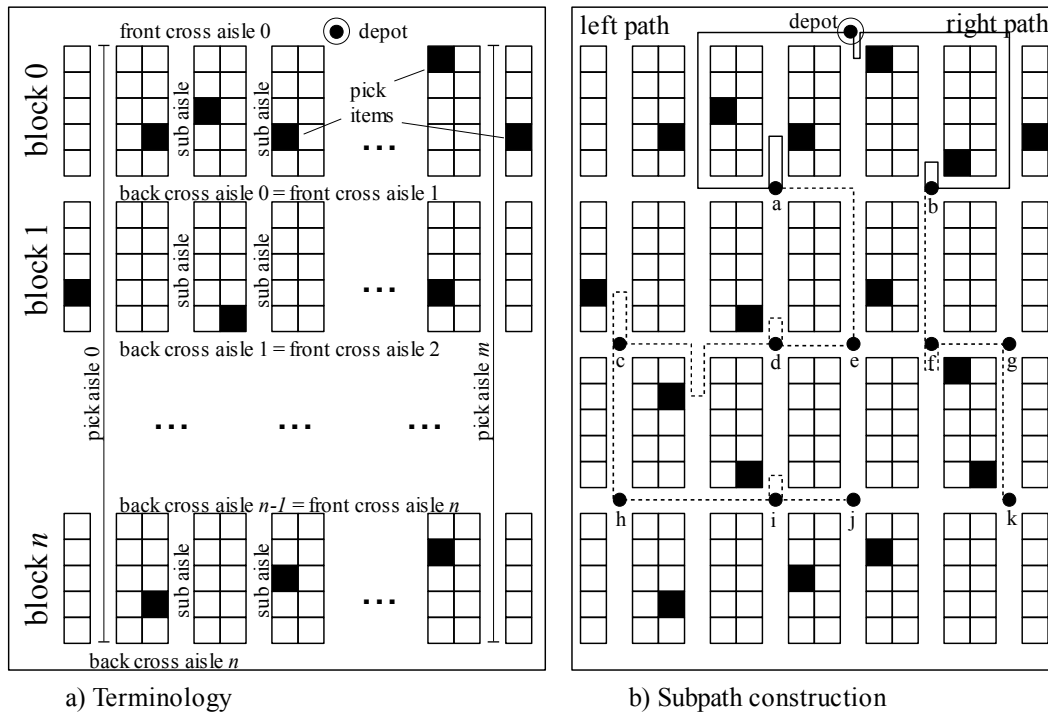 front cross aisle 0
depot
block 0
sub aisle
sub aisle
pick
items
...
back cross aisle 0 = front cross aisle 1
block 1
sub aisle
sub aisle
...
back cross aisle 1 = front cross aisle 2
pick aisle 0
pick aisle m
... ... ...
back cross aisle n-1 = front cross aisle n
block n
sub aisle
sub aisle
...
back cross aisle n
a) Terminology
left path
depot
right path
a
b
c
d
e
f
g
h
i
j
k
b) Subpath construction